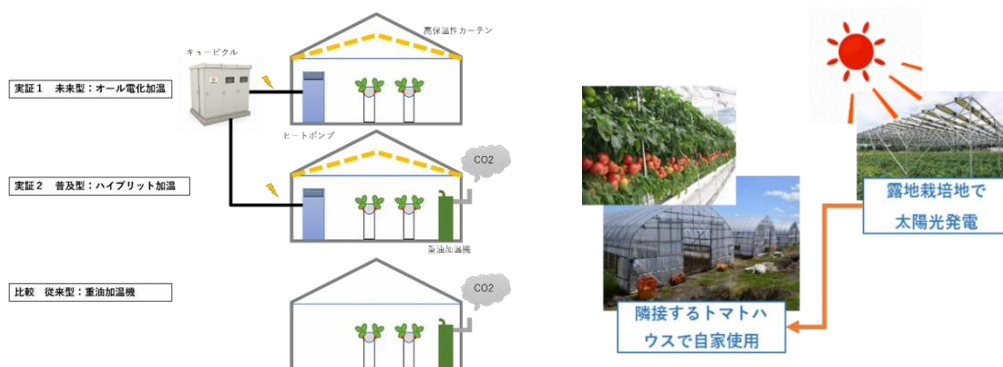 高保温性カーテン
キュービクル
実証１　未来型：オール電化加温
ヒートポンプ
CO2
実証２　普及型：ハイブリット加温
重油加温機
比較　従来型：重油加温機
CO2
露地栽培地で
太陽光発電
隣接するトマトハ
ウスで自家使用